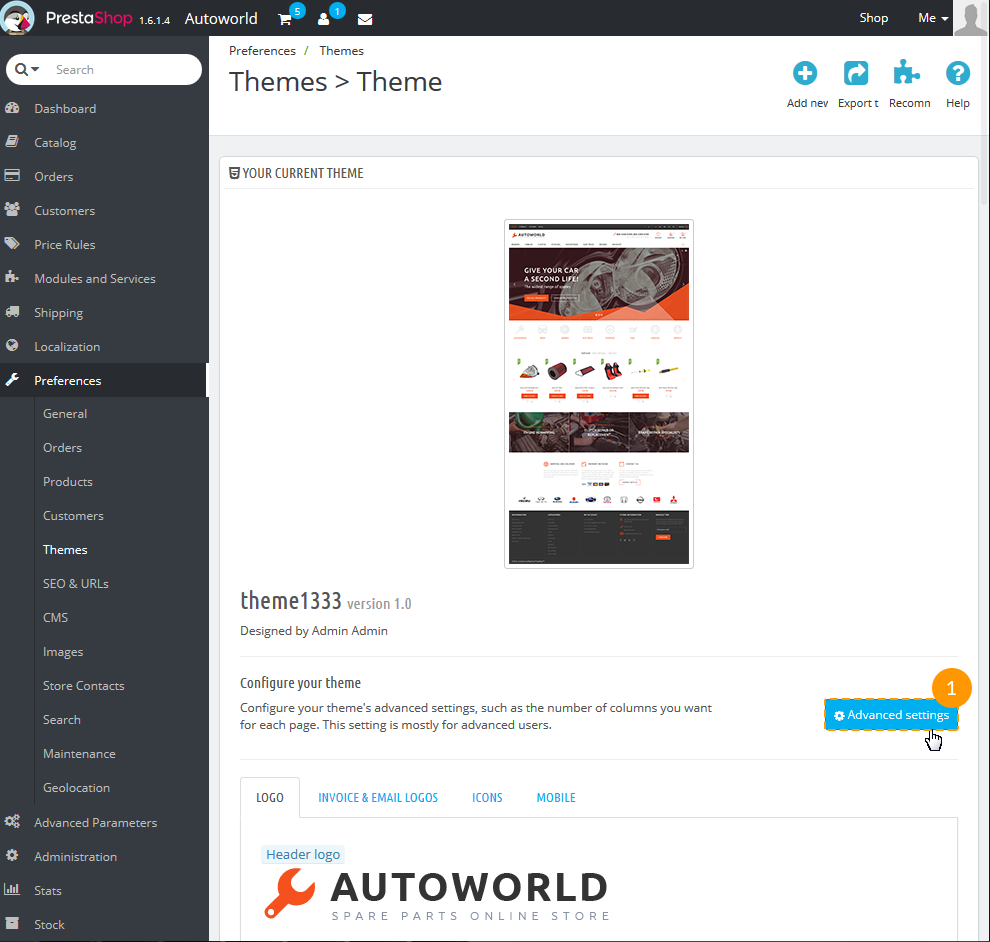 PrestaShop 1.6.1.4 Autoworld 5 1 Shop Me
Search
Dashboard
Catalog
Orders
Customers
Price Rules
Modules and Services
Shipping
Localization
Preferences
General
Orders
Products
Customers
Themes
SEO & URLs
CMS
Images
Store Contacts
Search
Maintenance
Geolocation
Advanced Parameters
Administration
Stats
Stock
Preferences / Themes
Themes > Theme
Add nev Export t Recomn Help
YOUR CURRENT THEME
AUTOWORLD
GIVE YOUR CAR
A SECOND LIFE!
The widest range of spares
theme1333 version 1.0
Designed by Admin Admin
Configure your theme
Configure your theme's advanced settings, such as the number of columns you want
for each page. This setting is mostly for advanced users.
1
Advanced settings
LOGO INVOICE & EMAIL LOGOS ICONS MOBILE
Header logo
AUTOWORLD
SPARE PARTS ONLINE STORE